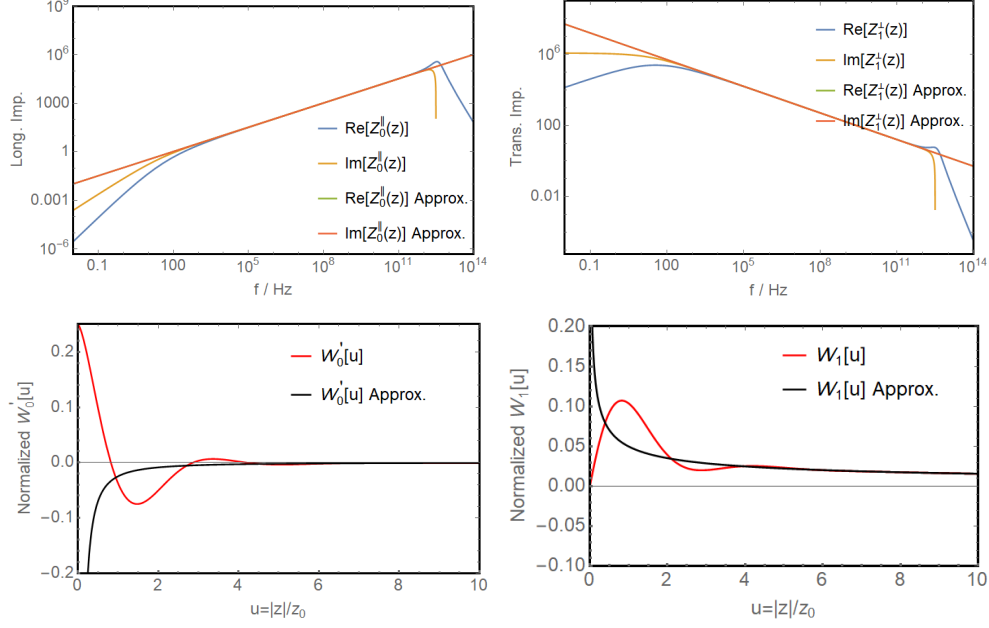 Long. Imp.
10⁹
10⁶
1000
1
0.001
10⁻⁶
Re[Z₀^∥(z)]
Im[Z₀^∥(z)]
Re[Z₀^∥(z)] Approx.
Im[Z₀^∥(z)] Approx.
0.1 100 10⁵ 10⁸ 10¹¹ 10¹⁴
f / Hz
Trans. Imp.
10⁶
100
0.01
Re[Z₁^⊥(z)]
Im[Z₁^⊥(z)]
Re[Z₁^⊥(z)] Approx.
Im[Z₁^⊥(z)] Approx.
0.1 100 10⁵ 10⁸ 10¹¹ 10¹⁴
f / Hz
Normalized W₀'[u]
0.2
0.1
0.0
−0.1
−0.2
W₀'[u]
W₀'[u] Approx.
0 2 4 6 8 10
u=|z|/z₀
Normalized W₁[u]
0.20
0.15
0.10
0.05
0.00
−0.05
−0.10
W₁[u]
W₁[u] Approx.
0 2 4 6 8 10
u=|z|/z₀